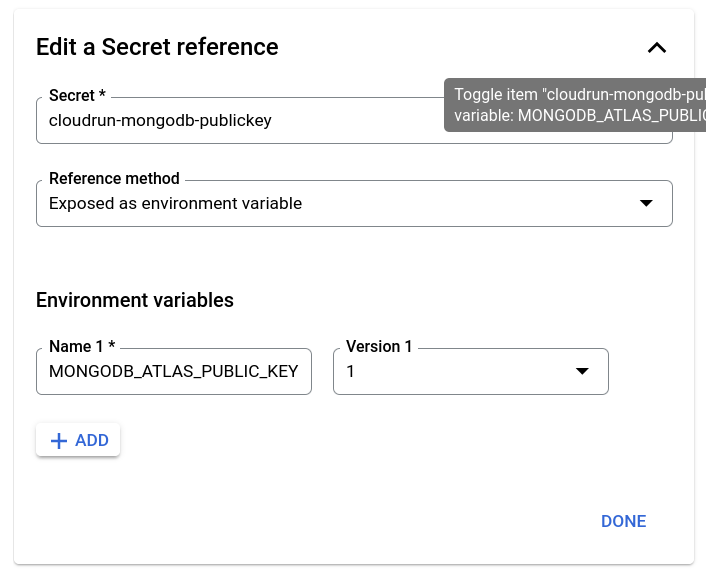 Edit a Secret reference
Secret *
cloudrun-mongodb-publickey
Toggle item "cloudrun-mongodb-pu
variable: MONGODB_ATLAS_PUBLIC
Reference method
Exposed as environment variable
Environment variables
Name 1 *
MONGODB_ATLAS_PUBLIC_KEY
Version 1
1
ADD
DONE